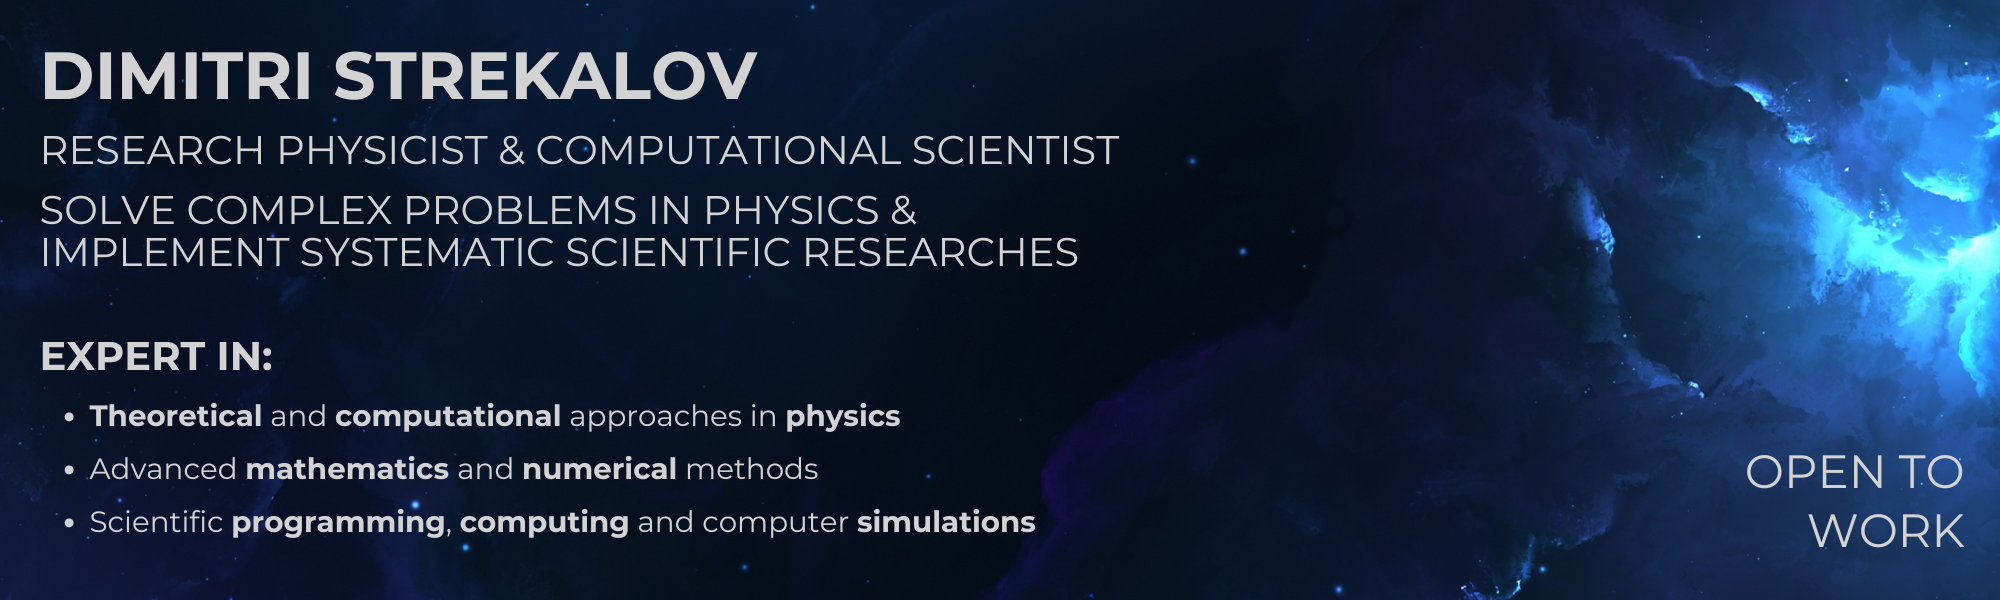 DIMITRI STREKALOV
RESEARCH PHYSICIST & COMPUTATIONAL SCIENTIST
SOLVE COMPLEX PROBLEMS IN PHYSICS &
IMPLEMENT SYSTEMATIC SCIENTIFIC RESEARCHES
EXPERT IN:
• Theoretical and computational approaches in physics
• Advanced mathematics and numerical methods
• Scientific programming, computing and computer simulations
OPEN TO
WORK